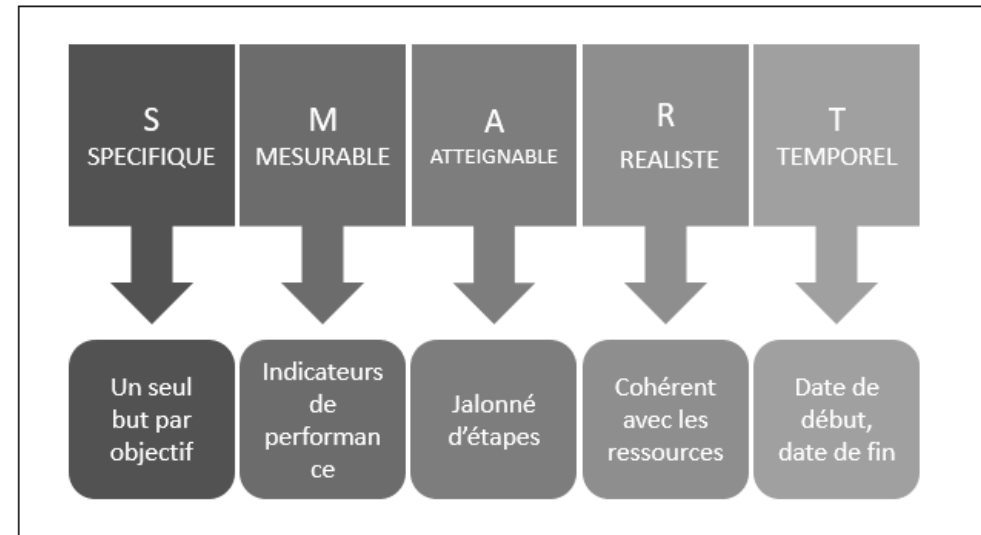 S
SPECIFIQUE
M
MESURABLE
A
ATTEIGNABLE
R
REALISTE
T
TEMPOREL
Un seul
but par
objectif
Indicateurs
de
performan
ce
Jalonné
d'étapes
Cohérent
avec les
ressources
Date de
début,
date de fin